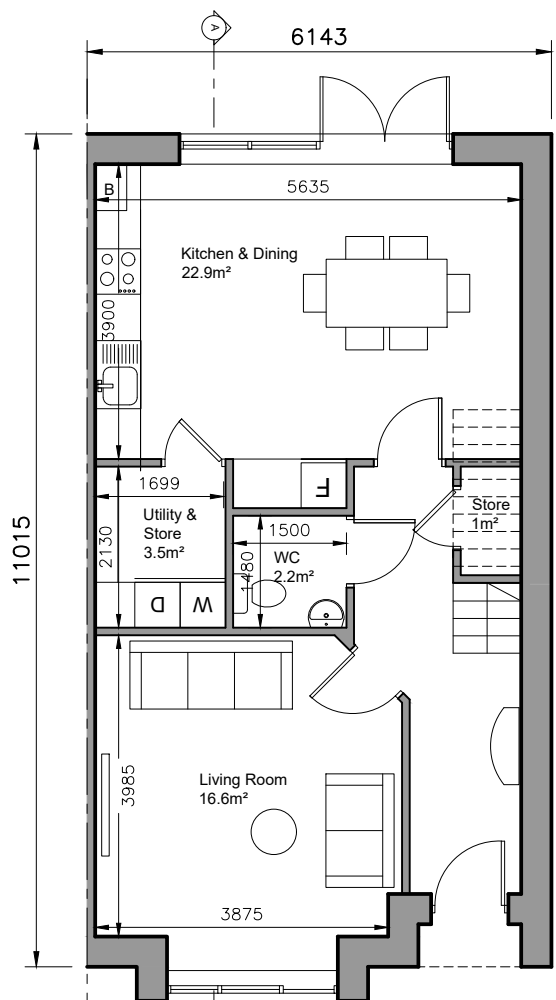 A
6143
5635
B
Kitchen & Dining
22.9m²
3900
11015
1699
2130
Utility &
Store
3.5m²
F
1500
1480
WC
2.2m²
Store
1m²
D
W
Living Room
16.6m²
3985
3875